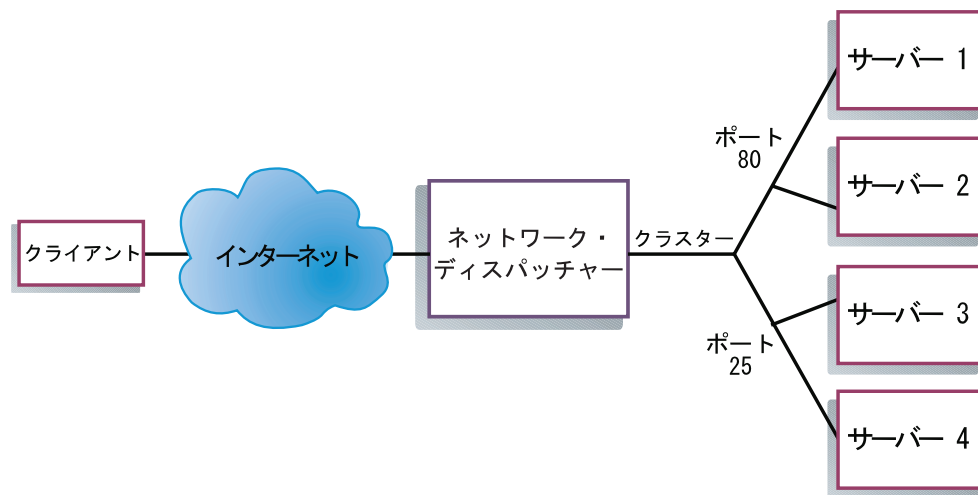 クライアント
インターネット
ネットワーク・
ディスパッチャー
クラスター
ポート
80
ポート
25
サーバー 1
サーバー 2
サーバー 3
サーバー 4